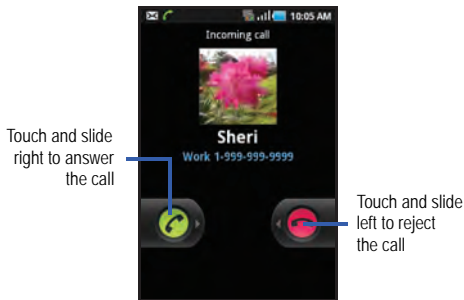 10:05 AM
Incoming call
Sheri
Work 1-999-999-9999
Touch and slide
right to answer
the call
Touch and slide
left to reject
the call